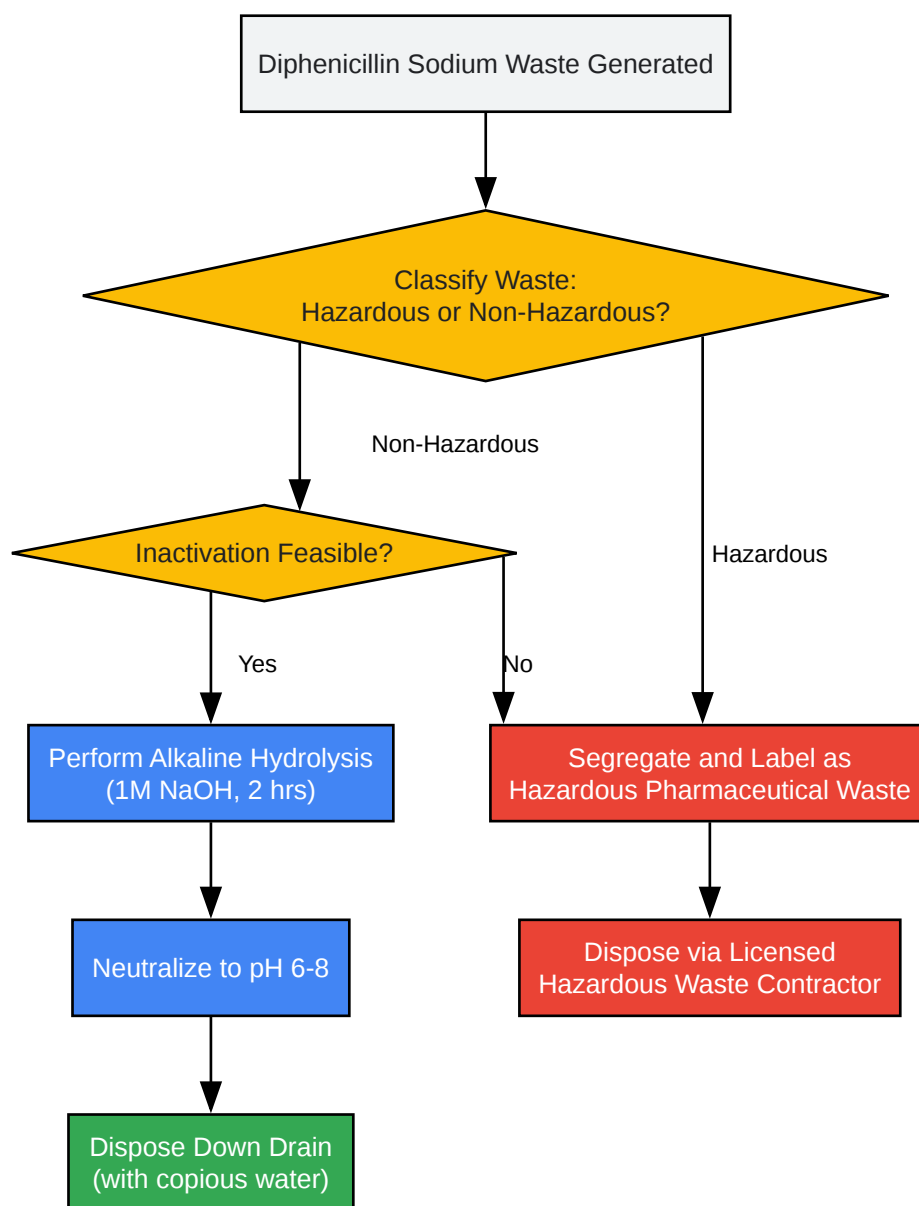 Diphenicillin Sodium Waste Generated
Classify Waste:
Hazardous or Non-Hazardous?
Non-Hazardous
Inactivation Feasible?
Hazardous
Yes
No
Perform Alkaline Hydrolysis
(1M NaOH, 2 hrs)
Segregate and Label as
Hazardous Pharmaceutical Waste
Neutralize to pH 6-8
Dispose via Licensed
Hazardous Waste Contractor
Dispose Down Drain
(with copious water)